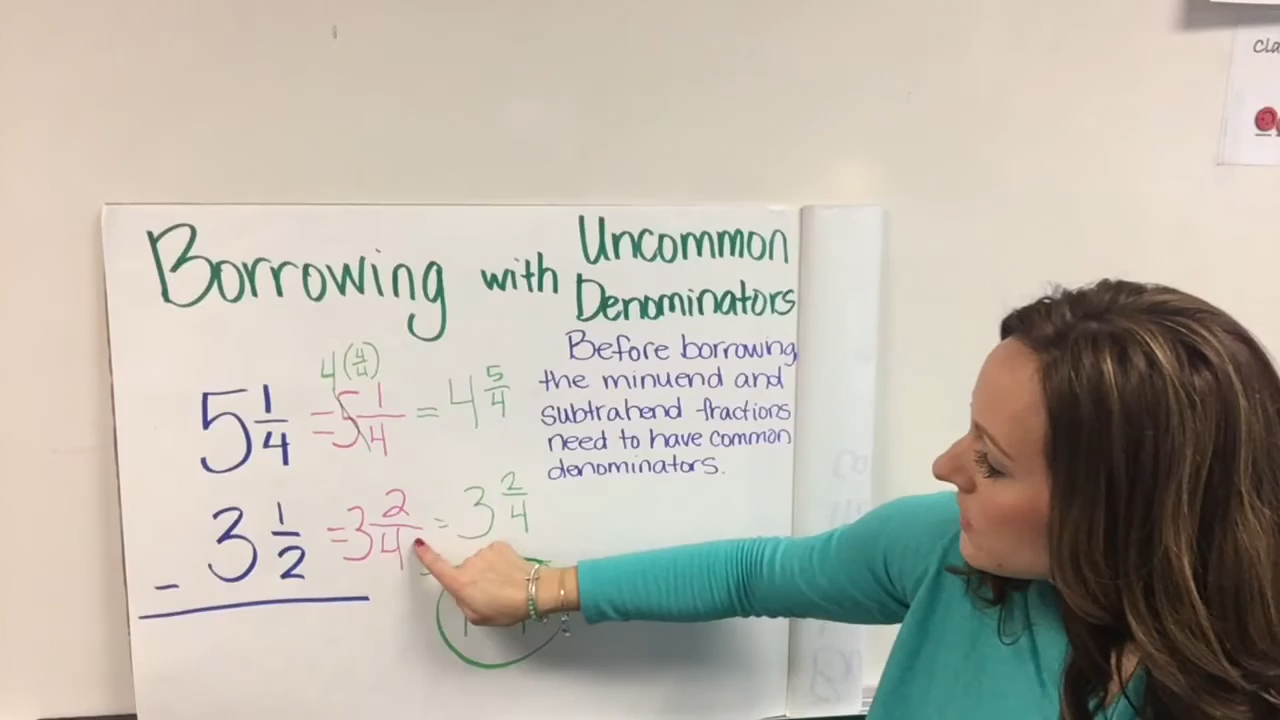 Borrowing with Uncommon
Denominators
Before borrowing
the minuend and
subtrahend fractions
need to have common
denominators.
4(4/4)
5 1/4 = 5 1/4 = 4 5/4
- 3 1/2 = 3 2/4 = 3 2/4